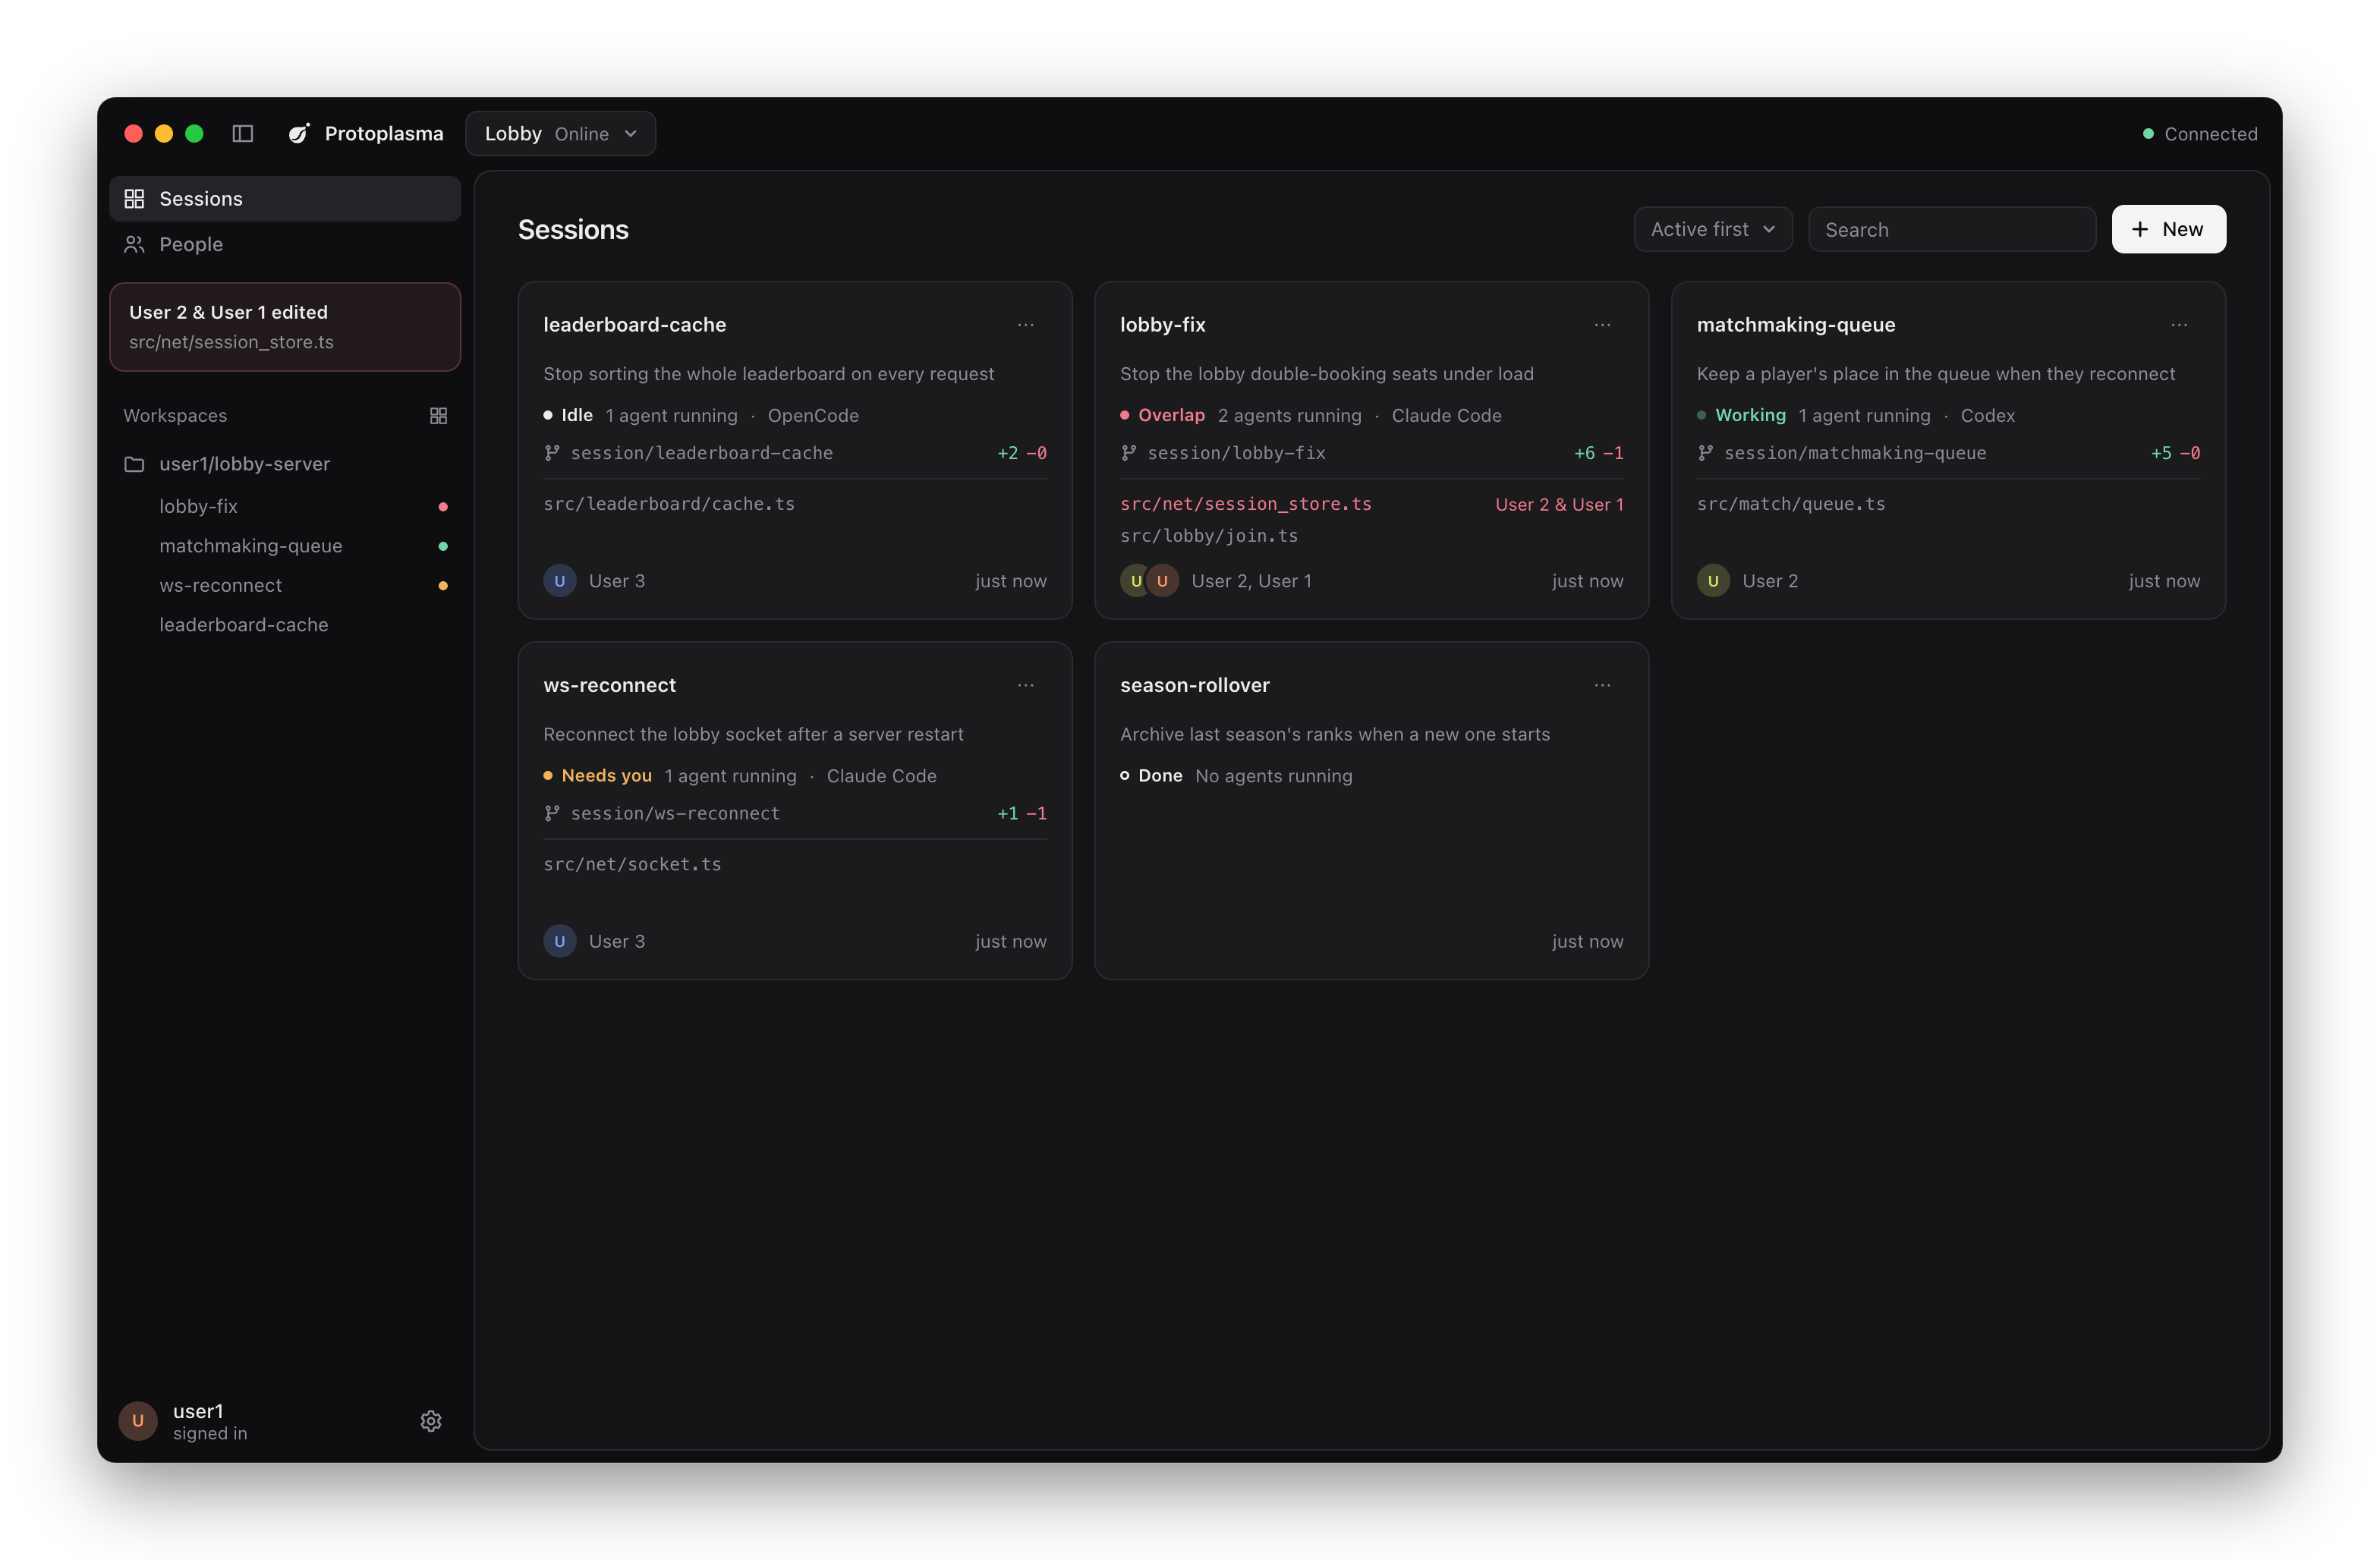 Protoplasma
Lobby Online
Connected
Sessions
People
User 2 & User 1 edited
src/net/session_store.ts
Workspaces
user1/lobby-server
lobby-fix
matchmaking-queue
ws-reconnect
leaderboard-cache
U
user1
signed in
Sessions
Active first
Search
+ New
leaderboard-cache
Stop sorting the whole leaderboard on every request
Idle 1 agent running · OpenCode
session/leaderboard-cache +2 -0
src/leaderboard/cache.ts
U User 3 just now
lobby-fix
Stop the lobby double-booking seats under load
Overlap 2 agents running · Claude Code
session/lobby-fix +6 -1
src/net/session_store.ts User 2 & User 1
src/lobby/join.ts
U U User 2, User 1 just now
matchmaking-queue
Keep a player's place in the queue when they reconnect
Working 1 agent running · Codex
session/matchmaking-queue +5 -0
src/match/queue.ts
U User 2 just now
ws-reconnect
Reconnect the lobby socket after a server restart
Needs you 1 agent running · Claude Code
session/ws-reconnect +1 -1
src/net/socket.ts
U User 3 just now
season-rollover
Archive last season's ranks when a new one starts
Done No agents running
just now